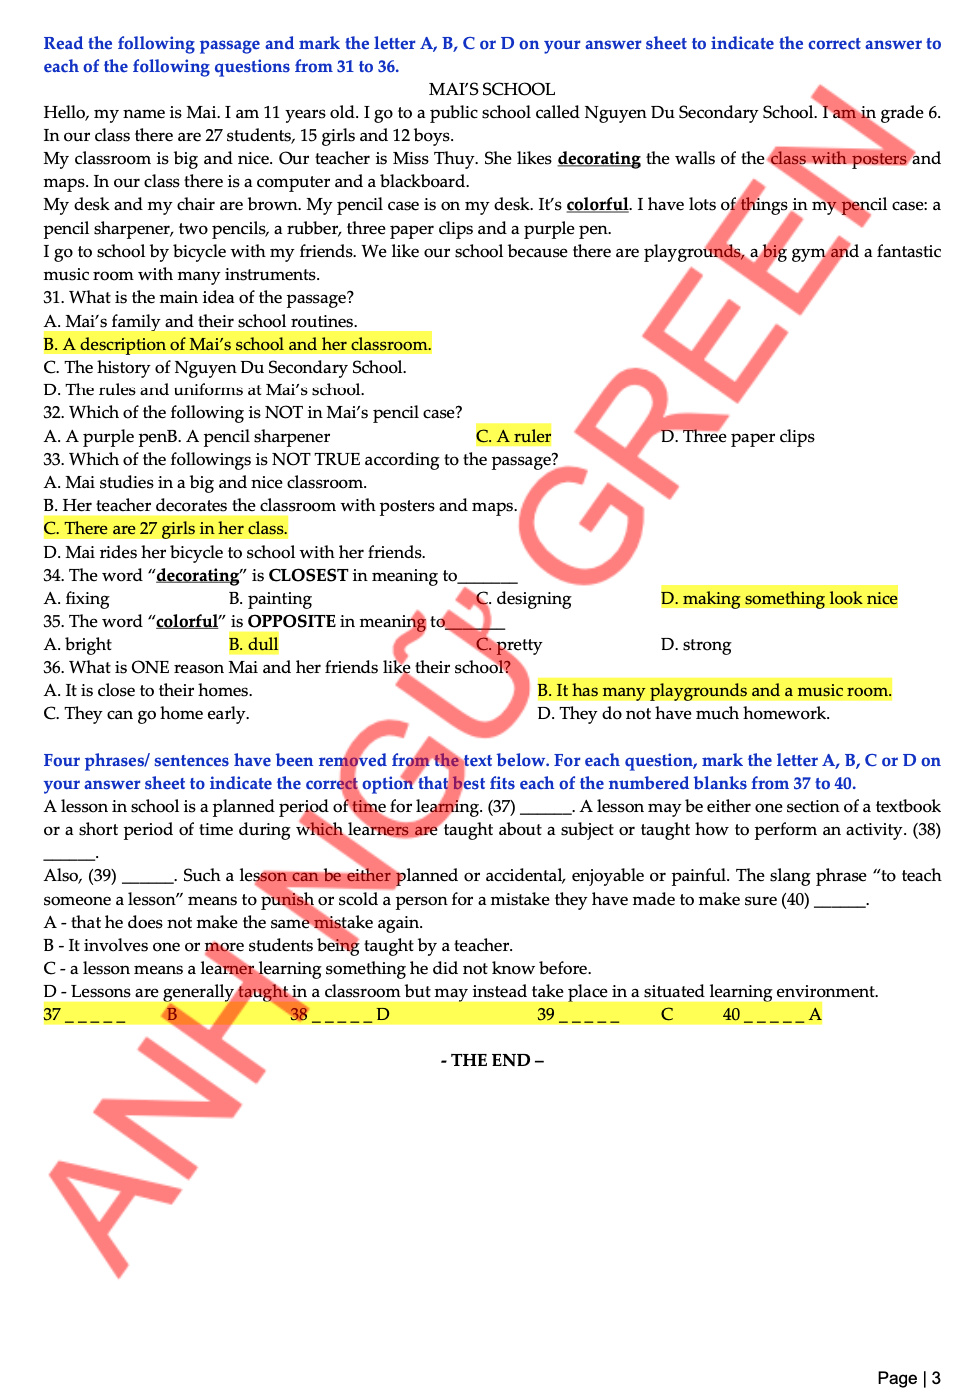 Read the following passage and mark the letter A, B, C or D on your answer sheet to indicate the correct answer to
each of the following questions from 31 to 36.
MAI’S SCHOOL
Hello, my name is Mai. I am 11 years old. I go to a public school called Nguyen Du Secondary School. I am in grade 6.
In our class there are 27 students, 15 girls and 12 boys.
My classroom is big and nice. Our teacher is Miss Thuy. She likes decorating the walls of the class with posters and
maps. In our class there is a computer and a blackboard.
My desk and my chair are brown. My pencil case is on my desk. It’s colorful. I have lots of things in my pencil case: a
pencil sharpener, two pencils, a rubber, three paper clips and a purple pen.
I go to school by bicycle with my friends. We like our school because there are playgrounds, a big gym and a fantastic
music room with many instruments.
31. What is the main idea of the passage?
A. Mai’s family and their school routines.
B. A description of Mai’s school and her classroom.
C. The history of Nguyen Du Secondary School.
D. The rules and uniforms at Mai’s school.
32. Which of the following is NOT in Mai’s pencil case?
A. A purple penB. A pencil sharpener C. A ruler D. Three paper clips
33. Which of the followings is NOT TRUE according to the passage?
A. Mai studies in a big and nice classroom.
B. Her teacher decorates the classroom with posters and maps.
C. There are 27 girls in her class.
D. Mai rides her bicycle to school with her friends.
34. The word “decorating” is CLOSEST in meaning to_______
A. fixing B. painting C. designing D. making something look nice
35. The word “colorful” is OPPOSITE in meaning to_______
A. bright B. dull C. pretty D. strong
36. What is ONE reason Mai and her friends like their school?
A. It is close to their homes. B. It has many playgrounds and a music room.
C. They can go home early. D. They do not have much homework.
Four phrases/ sentences have been removed from the text below. For each question, mark the letter A, B, C or D on
your answer sheet to indicate the correct option that best fits each of the numbered blanks from 37 to 40.
A lesson in school is a planned period of time for learning. (37) ______. A lesson may be either one section of a textbook
or a short period of time during which learners are taught about a subject or taught how to perform an activity. (38)
______.
Also, (39) ______. Such a lesson can be either planned or accidental, enjoyable or painful. The slang phrase “to teach
someone a lesson” means to punish or scold a person for a mistake they have made to make sure (40) ______.
A - that he does not make the same mistake again.
B - It involves one or more students being taught by a teacher.
C - a lesson means a learner learning something he did not know before.
D - Lessons are generally taught in a classroom but may instead take place in a situated learning environment.
37 _ _ _ _ _ B 38 _ _ _ _ _ D 39 _ _ _ _ _ C 40 _ _ _ _ _ A
- THE END –
ANH NGỮ GREEN
Page | 3